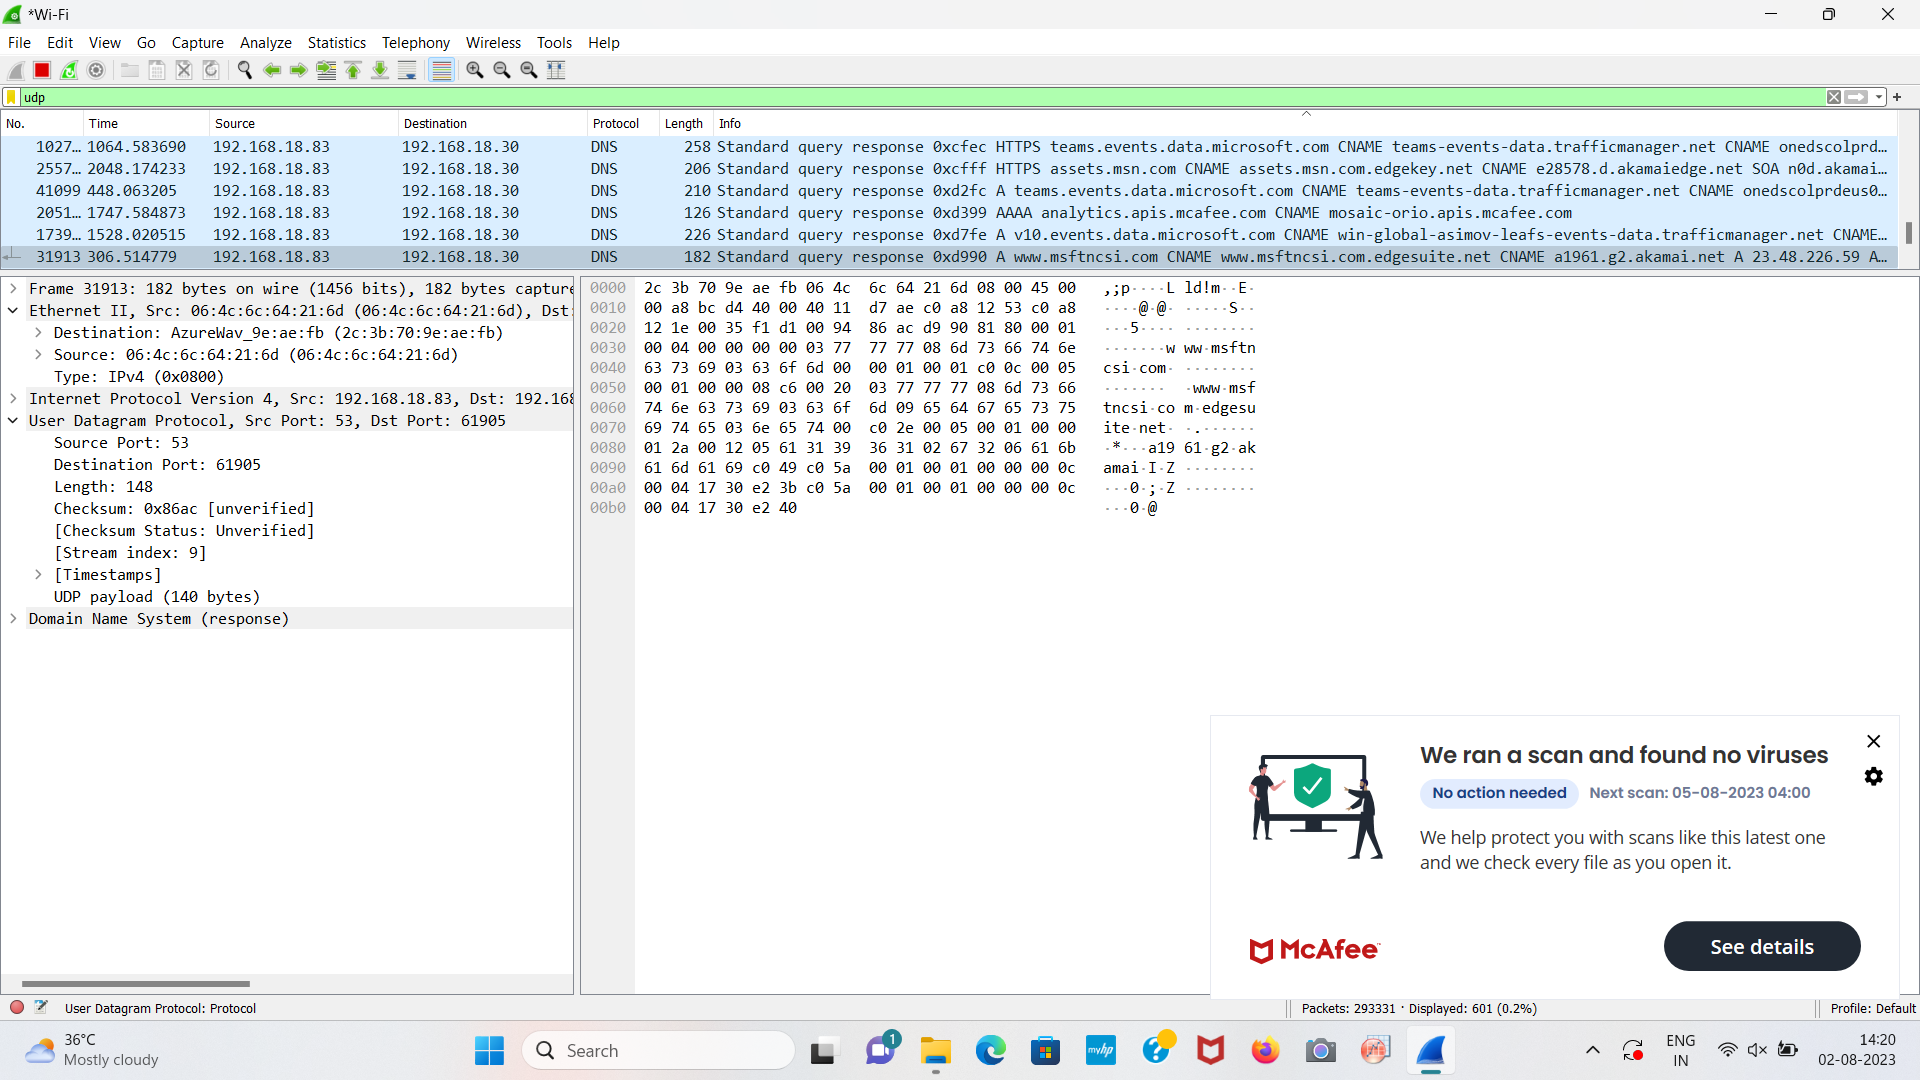 *Wi-Fi
File Edit View Go Capture Analyze Statistics Telephony Wireless Tools Help
udp
No. Time Source Destination Protocol Length Info
1027… 1064.583690 192.168.18.83 192.168.18.30 DNS 258 Standard query response 0xcfec HTTPS teams.events.data.microsoft.com CNAME teams-events-data.trafficmanager.net CNAME onedscolprd…
2557… 2048.174233 192.168.18.83 192.168.18.30 DNS 206 Standard query response 0xcfff HTTPS assets.msn.com CNAME assets.msn.com.edgekey.net CNAME e28578.d.akamaiedge.net SOA n0d.akamai…
41099 448.063205 192.168.18.83 192.168.18.30 DNS 210 Standard query response 0xd2fc A teams.events.data.microsoft.com CNAME teams-events-data.trafficmanager.net CNAME onedscolprdeus0…
2051… 1747.584873 192.168.18.83 192.168.18.30 DNS 126 Standard query response 0xd399 AAAA analytics.apis.mcafee.com CNAME mosaic-orio.apis.mcafee.com
1739… 1528.020515 192.168.18.83 192.168.18.30 DNS 226 Standard query response 0xd7fe A v10.events.data.microsoft.com CNAME win-global-asimov-leafs-events-data.trafficmanager.net CNAME…
31913 306.514779 192.168.18.83 192.168.18.30 DNS 182 Standard query response 0xd990 A www.msftncsi.com CNAME www.msftncsi.com.edgesuite.net CNAME a1961.g2.akamai.net A 23.48.226.59 A…
Frame 31913: 182 bytes on wire (1456 bits), 182 bytes capture
Ethernet II, Src: 06:4c:6c:64:21:6d (06:4c:6c:64:21:6d), Dst:
Destination: AzureWav_9e:ae:fb (2c:3b:70:9e:ae:fb)
Source: 06:4c:6c:64:21:6d (06:4c:6c:64:21:6d)
Type: IPv4 (0x0800)
Internet Protocol Version 4, Src: 192.168.18.83, Dst: 192.168
User Datagram Protocol, Src Port: 53, Dst Port: 61905
Source Port: 53
Destination Port: 61905
Length: 148
Checksum: 0x86ac [unverified]
[Checksum Status: Unverified]
[Stream index: 9]
[Timestamps]
UDP payload (140 bytes)
Domain Name System (response)
0000 2c 3b 70 9e ae fb 06 4c 6c 64 21 6d 08 00 45 00 ,;p····L ld!m··E·
0010 00 a8 bc d4 40 00 40 11 d7 ae c0 a8 12 53 c0 a8 ····@·@· ·····S··
0020 12 1e 00 35 f1 d1 00 94 86 ac d9 90 81 80 00 01 ···5···· ········
0030 00 04 00 00 00 00 03 77 77 77 08 6d 73 66 74 6e ·······w ww·msftn
0040 63 73 69 03 63 6f 6d 00 00 01 00 01 c0 0c 00 05 csi·com· ········
0050 00 01 00 00 08 c6 00 20 03 77 77 77 08 6d 73 66 ······· ·www·msf
0060 74 6e 63 73 69 03 63 6f 6d 09 65 64 67 65 73 75 tncsi·co m·edgesu
0070 69 74 65 03 6e 65 74 00 c0 2e 00 05 00 01 00 00 ite·net· ·.······
0080 01 2a 00 12 05 61 31 39 36 31 02 67 32 06 61 6b ·*···a19 61·g2·ak
0090 61 6d 61 69 c0 49 c0 5a 00 01 00 01 00 00 00 0c amai·I·Z ········
00a0 00 04 17 30 e2 3b c0 5a 00 01 00 01 00 00 00 0c ···0·;·Z ········
00b0 00 04 17 30 e2 40 ···0·@
We ran a scan and found no viruses
No action needed Next scan: 05-08-2023 04:00
We help protect you with scans like this latest one
and we check every file as you open it.
McAfee
See details
User Datagram Protocol: Protocol
Packets: 293331 · Displayed: 601 (0.2%)
Profile: Default
36°C
Mostly cloudy
Search
1
myhp
ENG
IN
14:20
02-08-2023